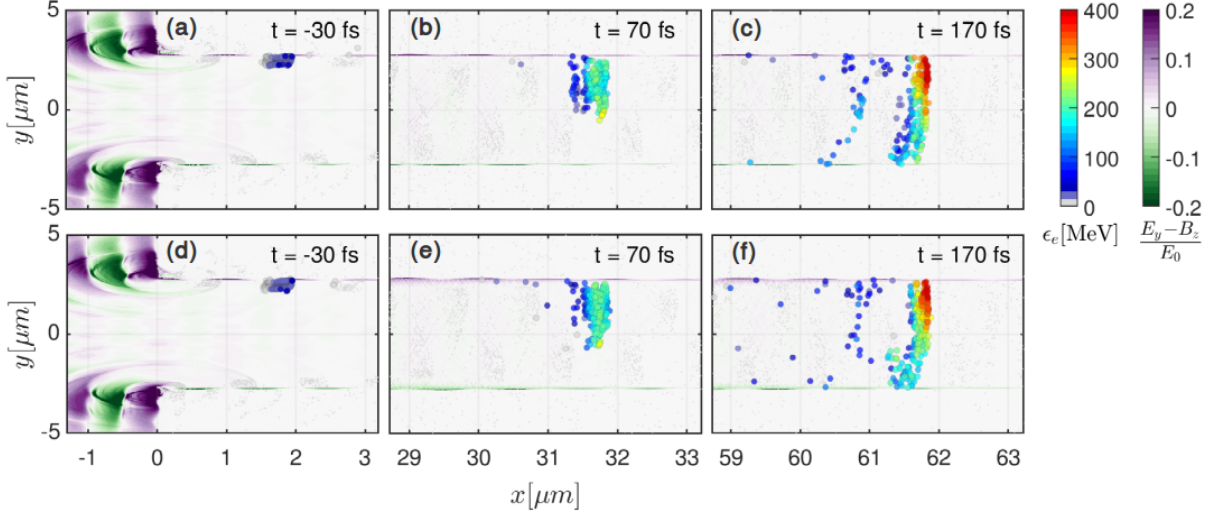 (a) t = -30 fs
(b) t = 70 fs
(c) t = 170 fs
y[μm]
5
0
-5
(d) t = -30 fs
(e) t = 70 fs
(f) t = 170 fs
y[μm]
5
0
-5
-1 0 1 2 3
29 30 31 32 33
59 60 61 62 63
x[μm]
400
300
200
100
0
ϵₑ[MeV]
0.2
0.1
0
-0.1
-0.2
E_y−B_z
E₀